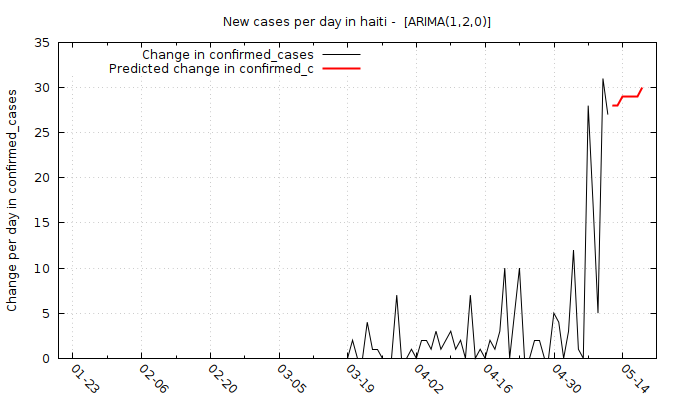 New cases per day in haiti -  [ARIMA(1,2,0)]
Change in confirmed_cases
Predicted change in confirmed_c
Change per day in confirmed_cases
35
30
25
20
15
10
5
0
01-23 02-06 02-20 03-05 03-19 04-02 04-16 04-30 05-14